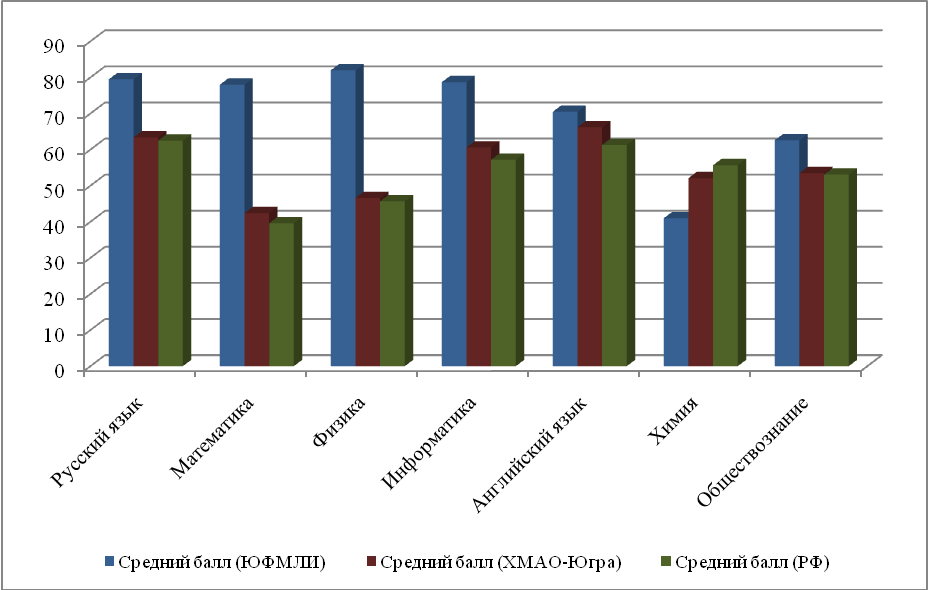 90
80
70
60
50
40
30
20
10
0
Русский язык
Математика
Физика
Информатика
Английский язык
Химия
Обществознание
Средний балл (ЮФМЛИ) Средний балл (ХМАО-Югра) Средний балл (РФ)